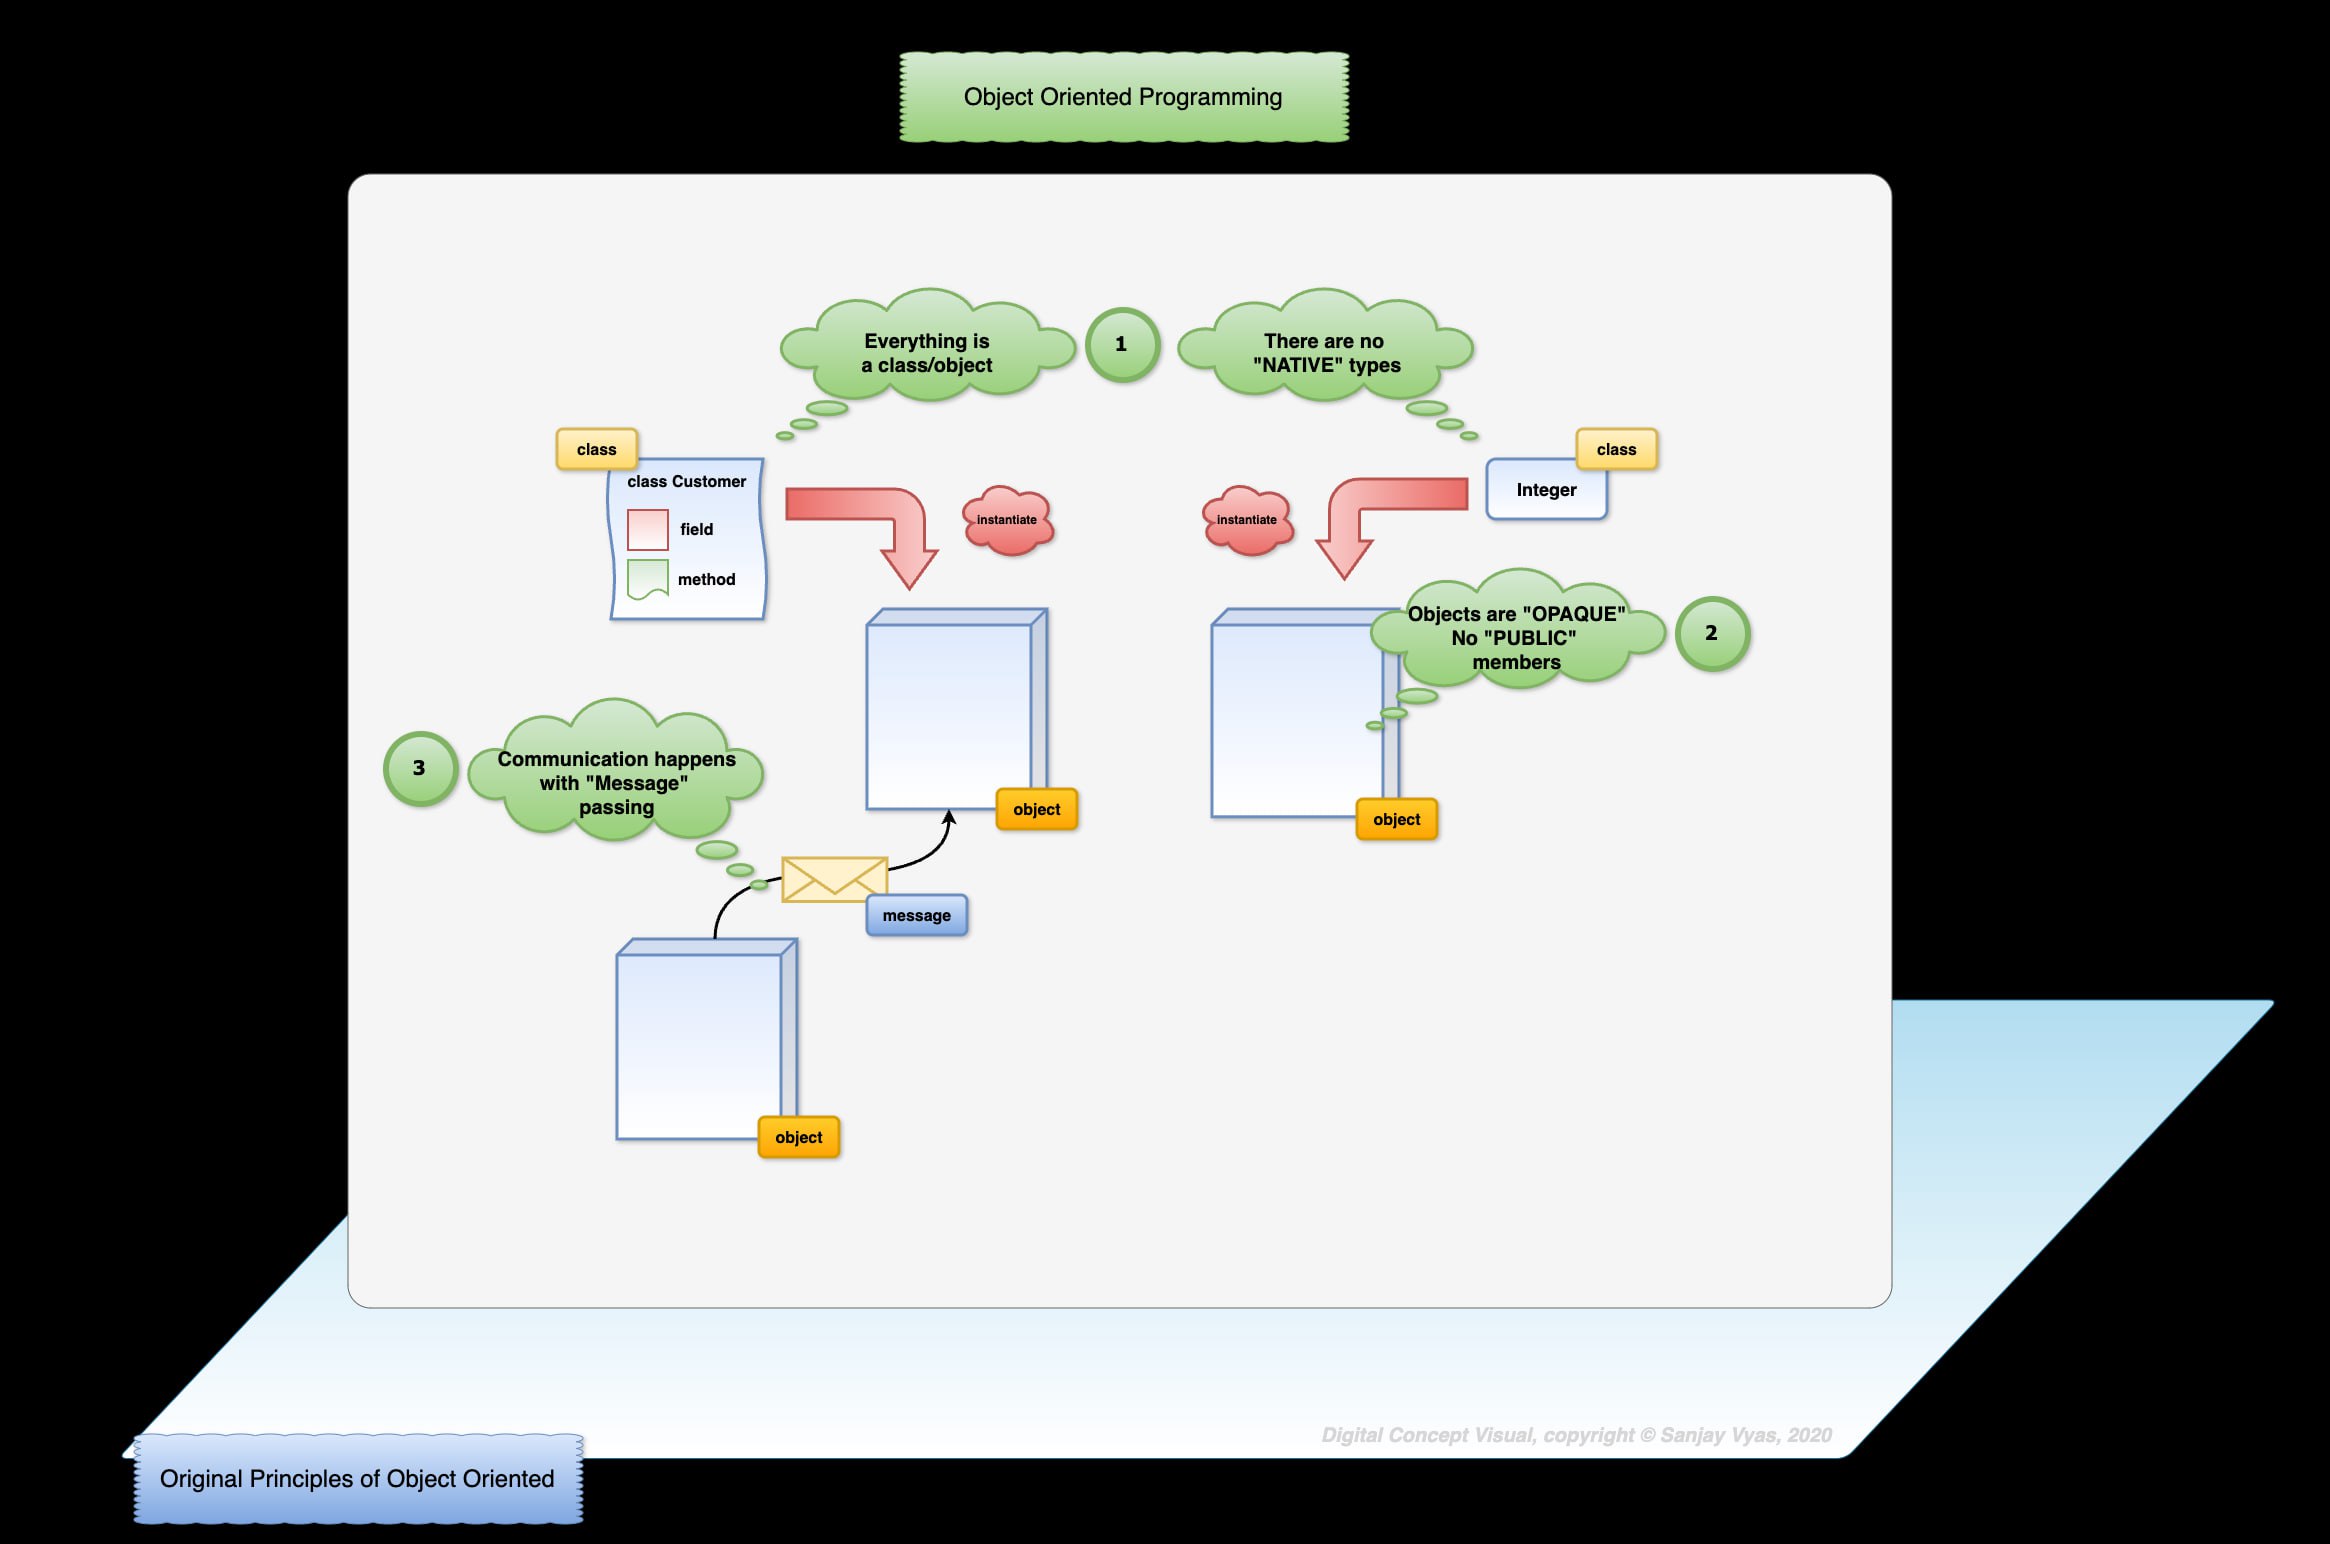 Object Oriented Programming
Everything is
a class/object
1
There are no
"NATIVE" types
class
class Customer
field
method
instantiate
instantiate
class
Integer
Objects are "OPAQUE"
No "PUBLIC"
members
2
3
Communication happens
with "Message"
passing
object
object
message
object
Digital Concept Visual, copyright © Sanjay Vyas, 2020
Original Principles of Object Oriented